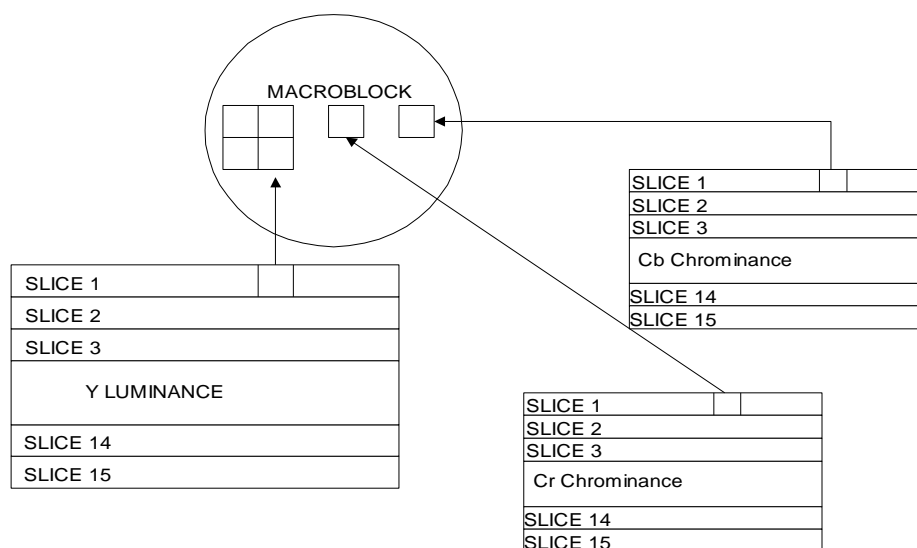 MACROBLOCK
SLICE 1
SLICE 2
SLICE 3
Cb Chrominance
SLICE 14
SLICE 15
SLICE 1
SLICE 2
SLICE 3
Y LUMINANCE
SLICE 14
SLICE 15
SLICE 1
SLICE 2
SLICE 3
Cr Chrominance
SLICE 14
SLICE 15